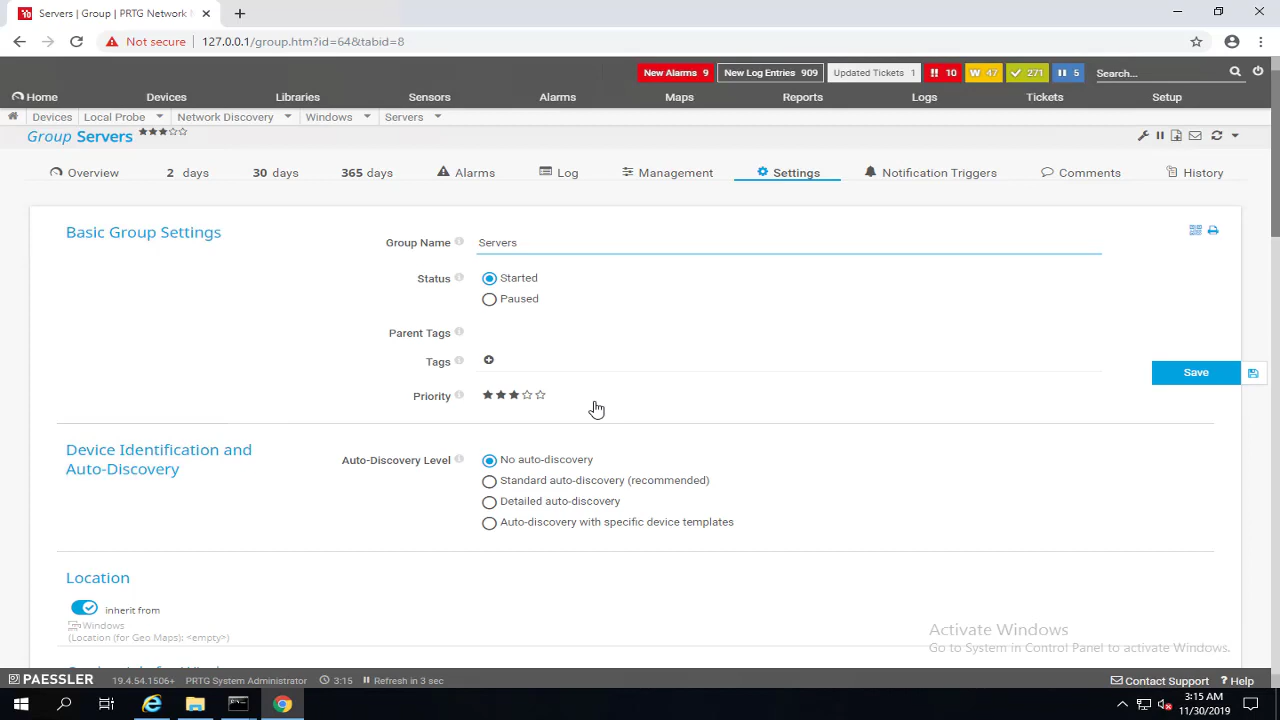 Servers | Group | PRTG Network
Not secure 127.0.0.1/group.htm?id=64&tabid=8
New Alarms 9 New Log Entries 909 Updated Tickets 1 !! 10 W 47 271 5 Search...
Home Devices Libraries Sensors Alarms Maps Reports Logs Tickets Setup
Devices Local Probe Network Discovery Windows Servers
Group Servers
Overview 2 days 30 days 365 days Alarms Log Management Settings Notification Triggers Comments History
Basic Group Settings
Group Name Servers
Status Started
Paused
Parent Tags
Tags
Save
Priority
Device Identification and Auto-Discovery
Auto-Discovery Level No auto-discovery
Standard auto-discovery (recommended)
Detailed auto-discovery
Auto-discovery with specific device templates
Location
inherit from
Windows
(Location (for Geo Maps): <empty>)
Activate Windows
Go to System in Control Panel to activate Windows.
PAESSLER 19.4.54.1506+ PRTG System Administrator 3:15 Refresh in 3 sec Contact Support ? Help
3:15 AM
11/30/2019